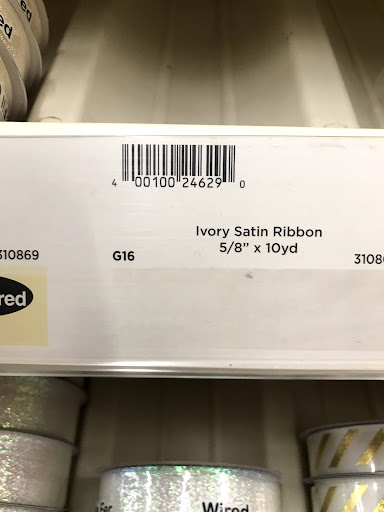 4 00100 24629 0
Ivory Satin Ribbon
5/8" x 10yd
310869 G16 3108
red
Wired